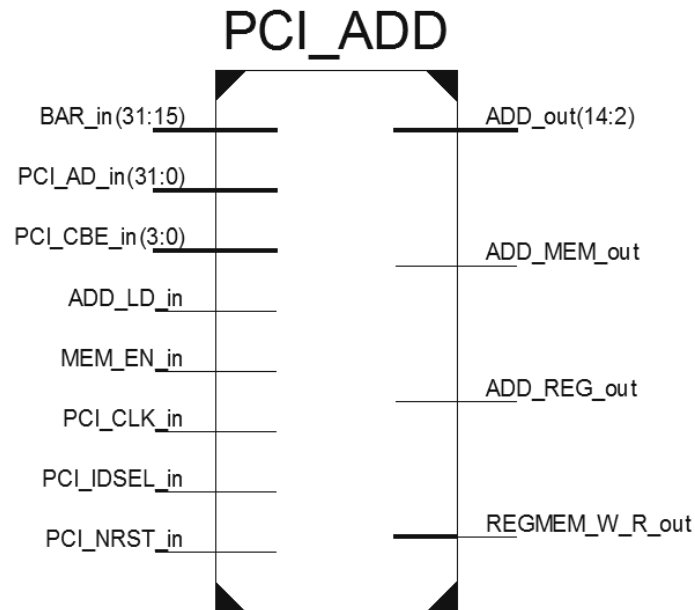 PCI_ADD
BAR_in(31:15)
PCI_AD_in(31:0)
PCI_CBE_in(3:0)
ADD_LD_in
MEM_EN_in
PCI_CLK_in
PCI_IDSEL_in
PCI_NRST_in
ADD_out(14:2)
ADD_MEM_out
ADD_REG_out
REGMEM_W_R_out